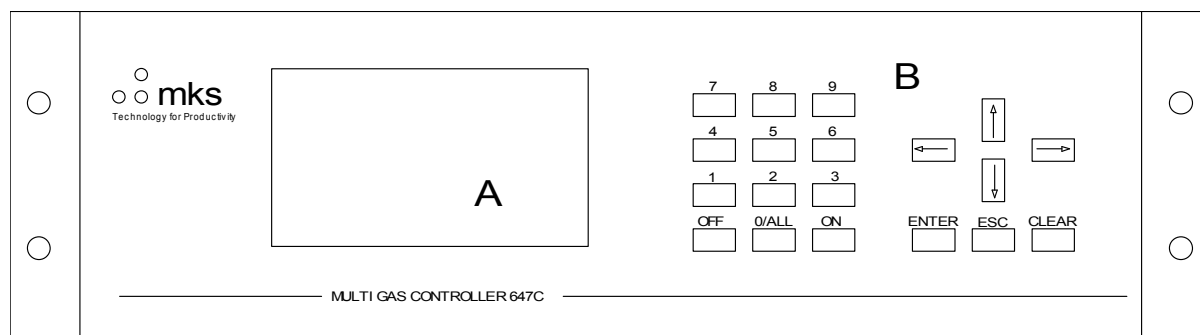 mks
Technology for Productivity
A
B
7 8 9
4 5 6
1 2 3
OFF 0/ALL ON
ENTER ESC CLEAR
MULTI GAS CONTROLLER 647C